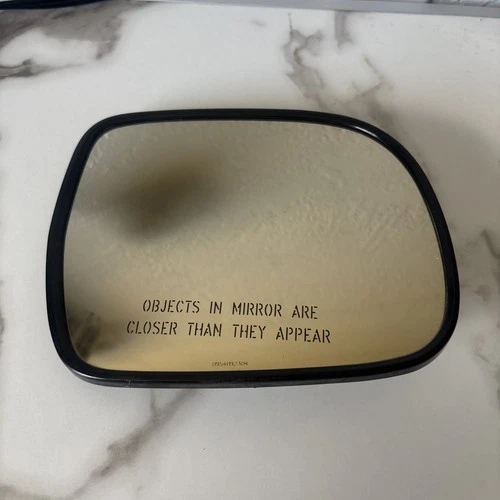 OBJECTS IN MIRROR ARE
CLOSER THAN THEY APPEAR